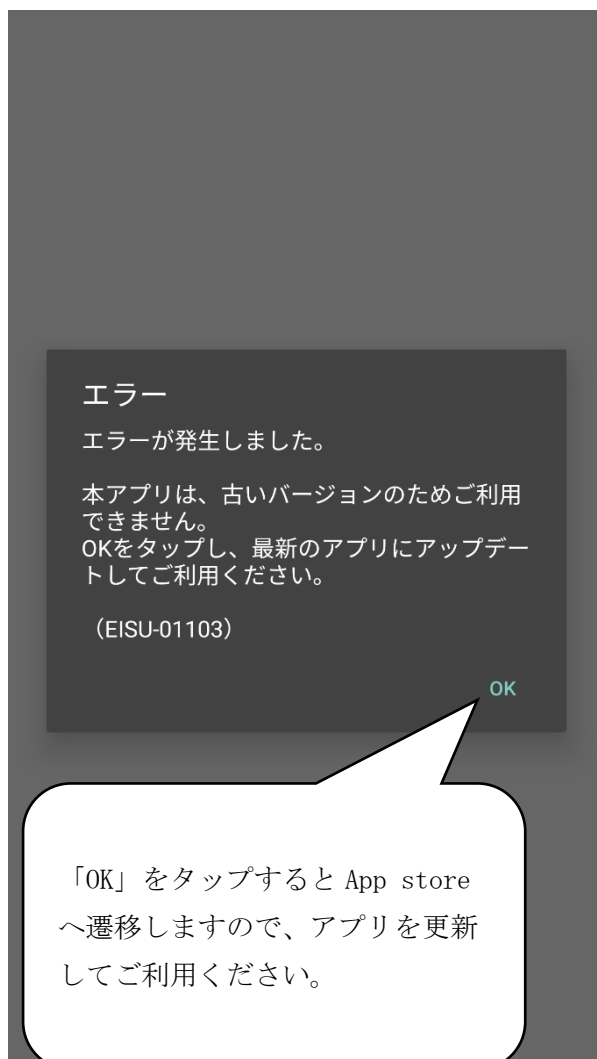 エラー
エラーが発生しました。
本アプリは、古いバージョンのためご利用
できません。
OKをタップし、最新のアプリにアップデー
トしてご利用ください。
（EISU-01103）
OK
「OK」をタップすると App store
へ遷移しますので、アプリを更新
してご利用ください。